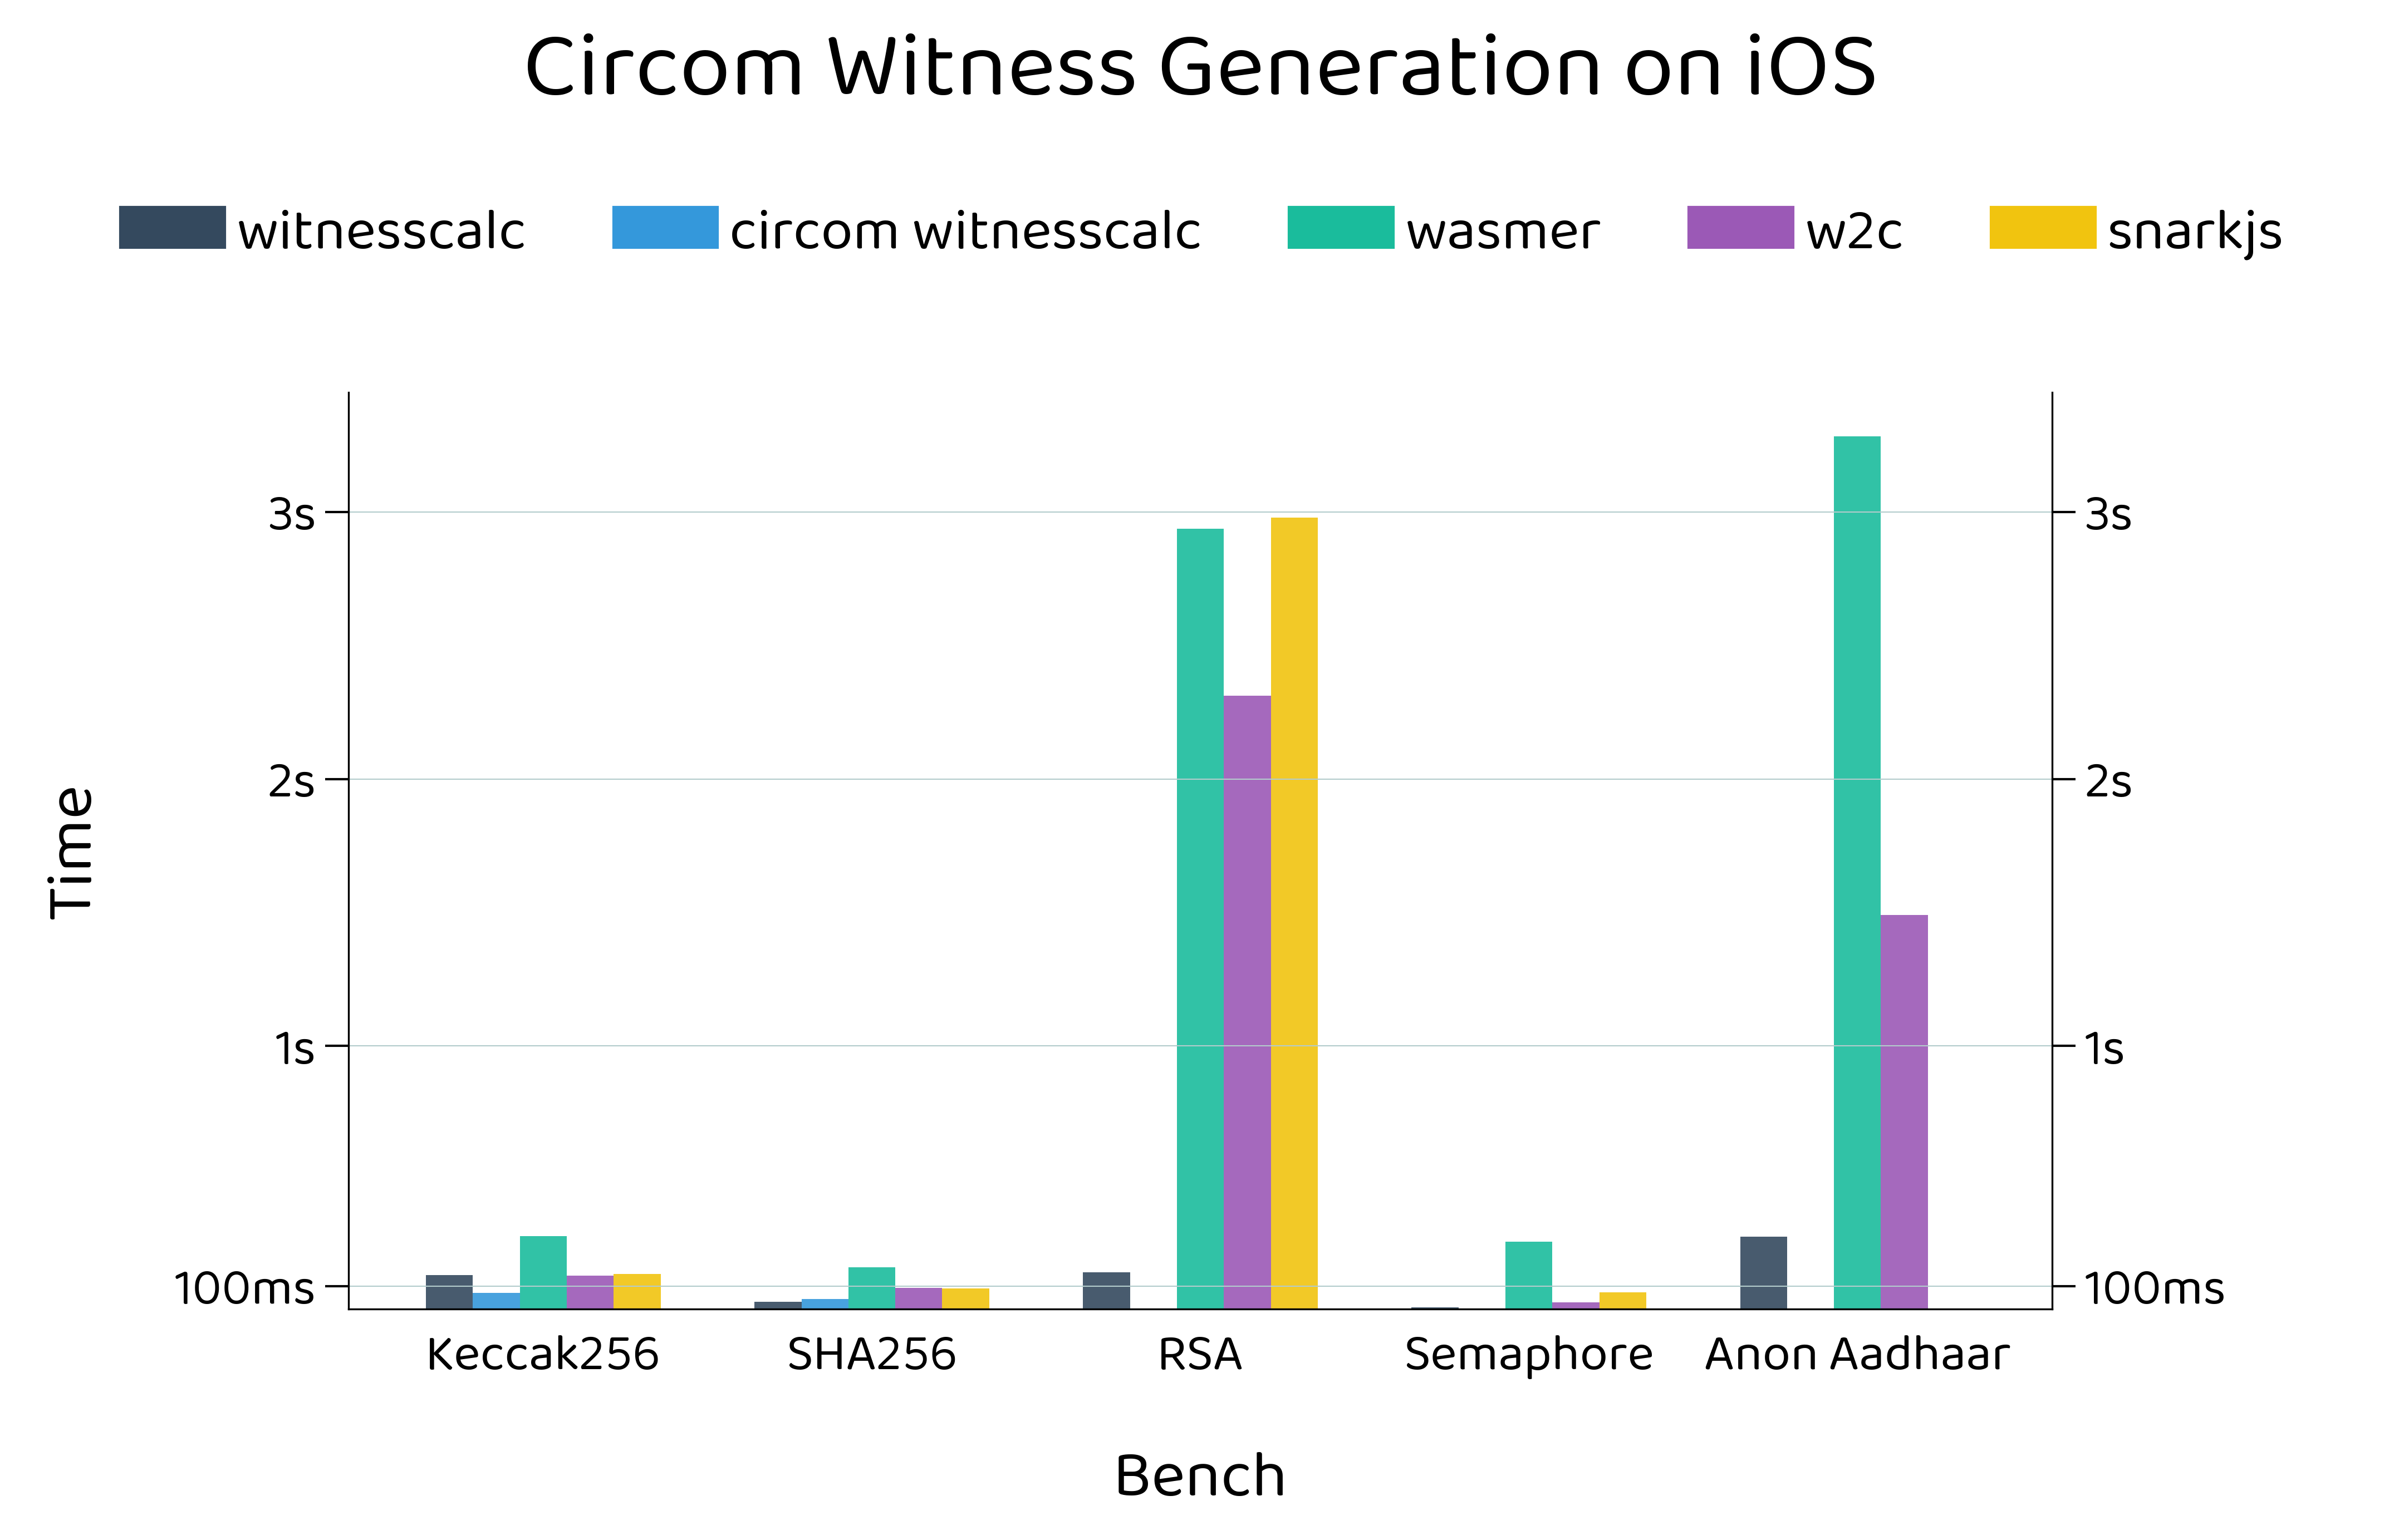 Circom Witness Generation on iOS
witnesscalc circom witnesscalc wasmer w2c snarkjs
3s 3s
2s 2s
Time
1s 1s
100ms 100ms
Keccak256 SHA256 RSA Semaphore Anon Aadhaar
Bench